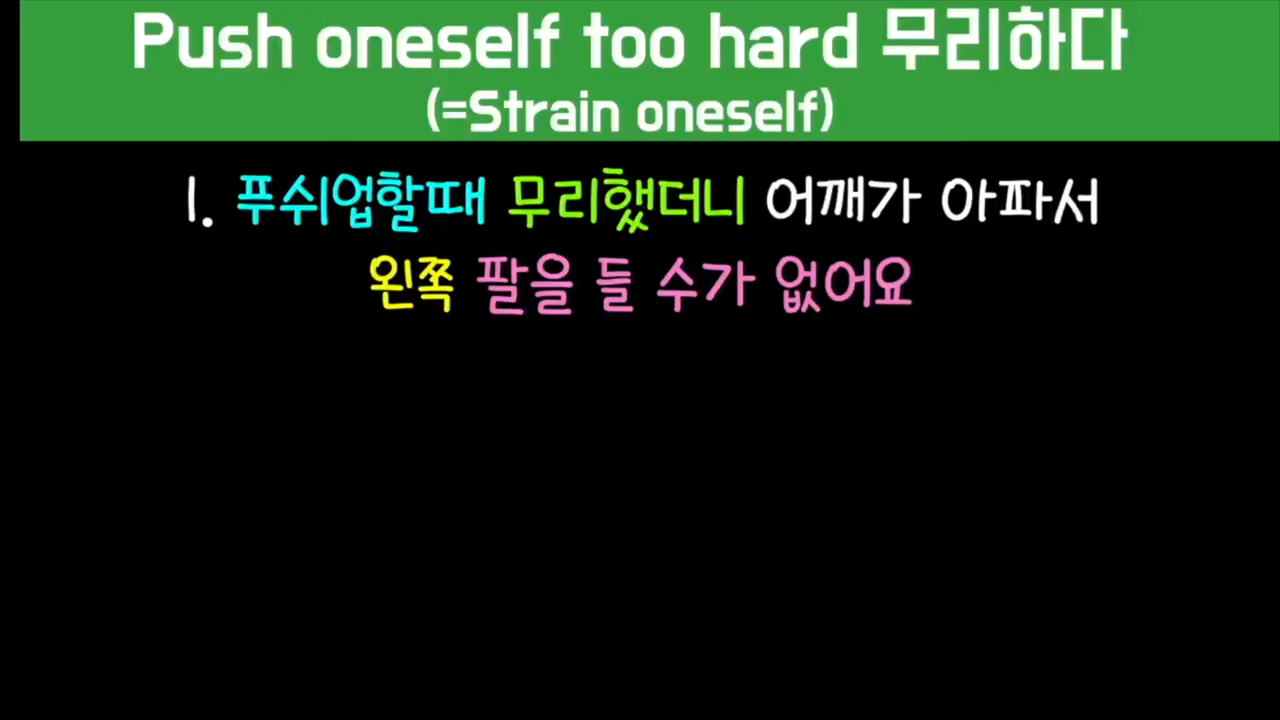 Push oneself too hard 무리하다
(=Strain oneself)
1. 푸쉬업할때 무리했더니 어깨가 아파서
왼쪽 팔을 들 수가 없어요